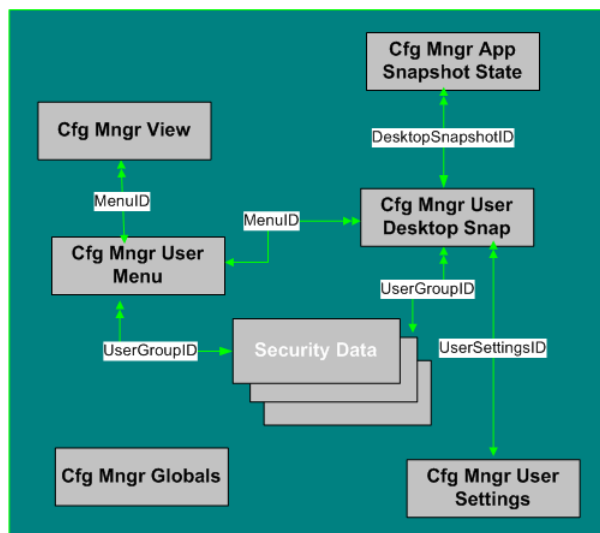 Cfg Mngr App
Snapshot State
Cfg Mngr View
DesktopSnapshotID
MenuID
MenuID
Cfg Mngr User
Desktop Snap
Cfg Mngr User
Menu
UserGroupID
UserGroupID
Security Data
UserSettingsID
Cfg Mngr Globals
Cfg Mngr User
Settings